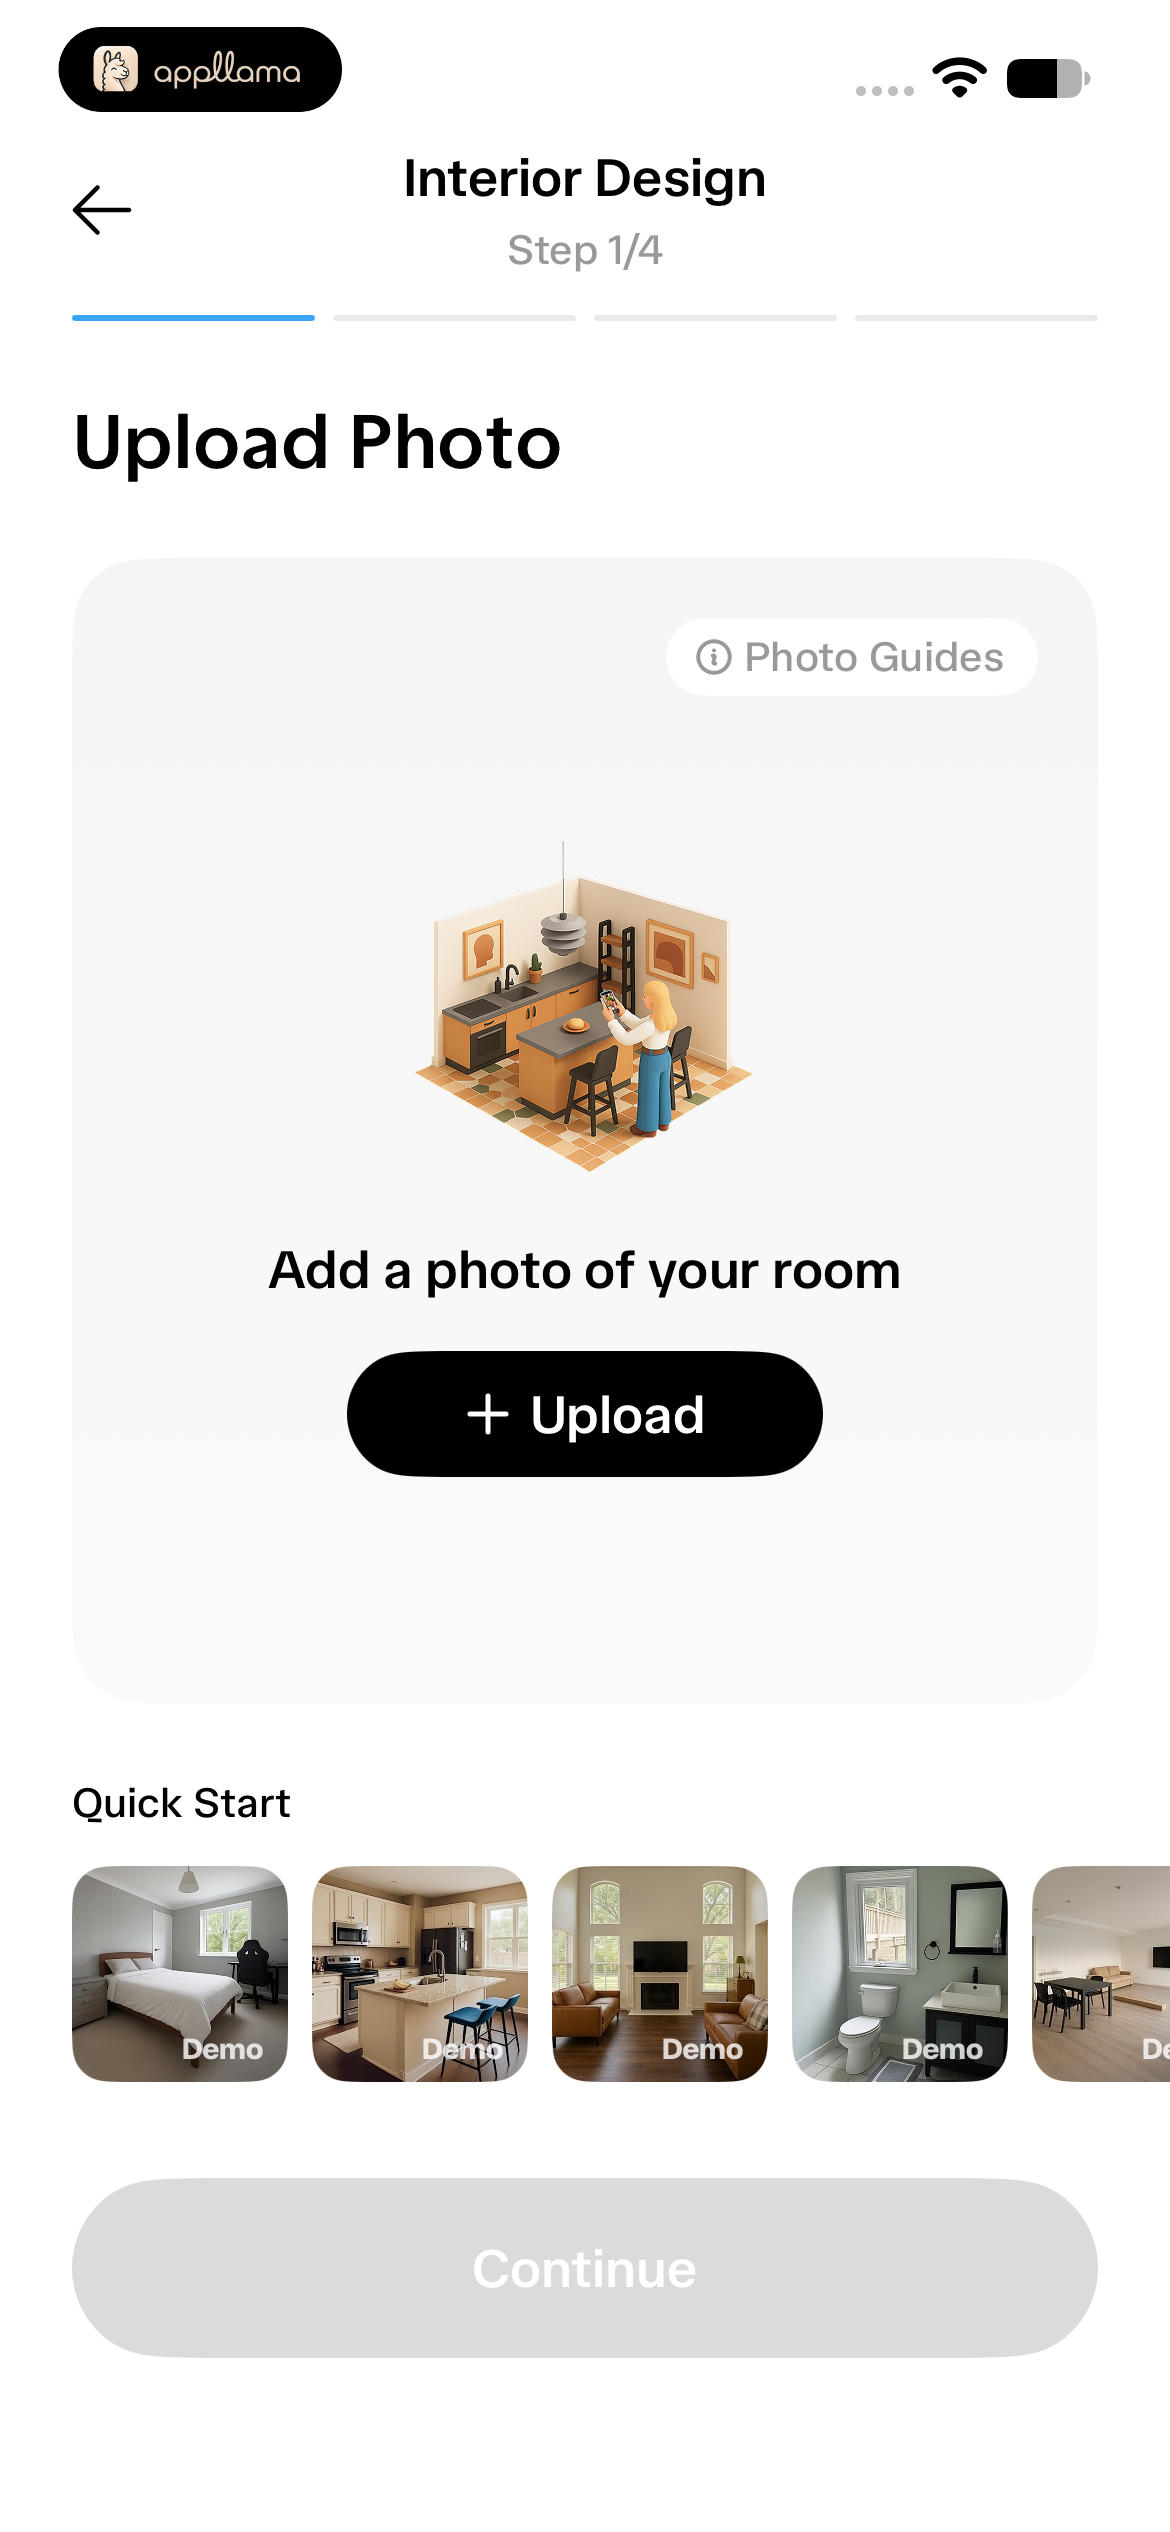 appllama
Interior Design
Step 1/4
Upload Photo
Photo Guides
Add a photo of your room
+ Upload
Quick Start
Demo
Demo
Demo
Demo
De
Continue